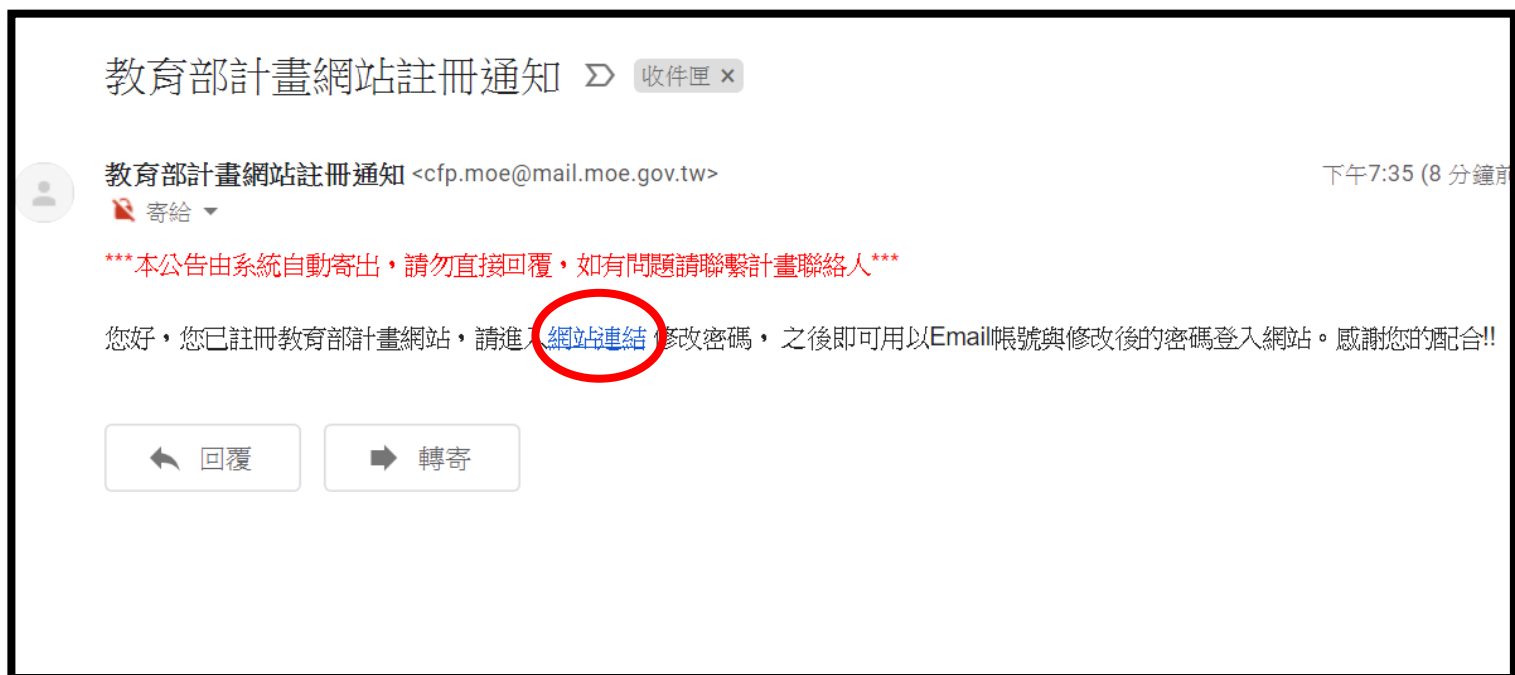 教育部計畫網站註冊通知 收件匣 ×
教育部計畫網站註冊通知 <cfp.moe@mail.moe.gov.tw> 下午7:35 (8 分鐘前
寄給
***本公告由系統自動寄出，請勿直接回覆，如有問題請聯繫計畫聯絡人***
您好，您已註冊教育部計畫網站，請進入網站連結 修改密碼， 之後即可用以Email帳號與修改後的密碼登入網站。感謝您的配合!!
回覆 轉寄